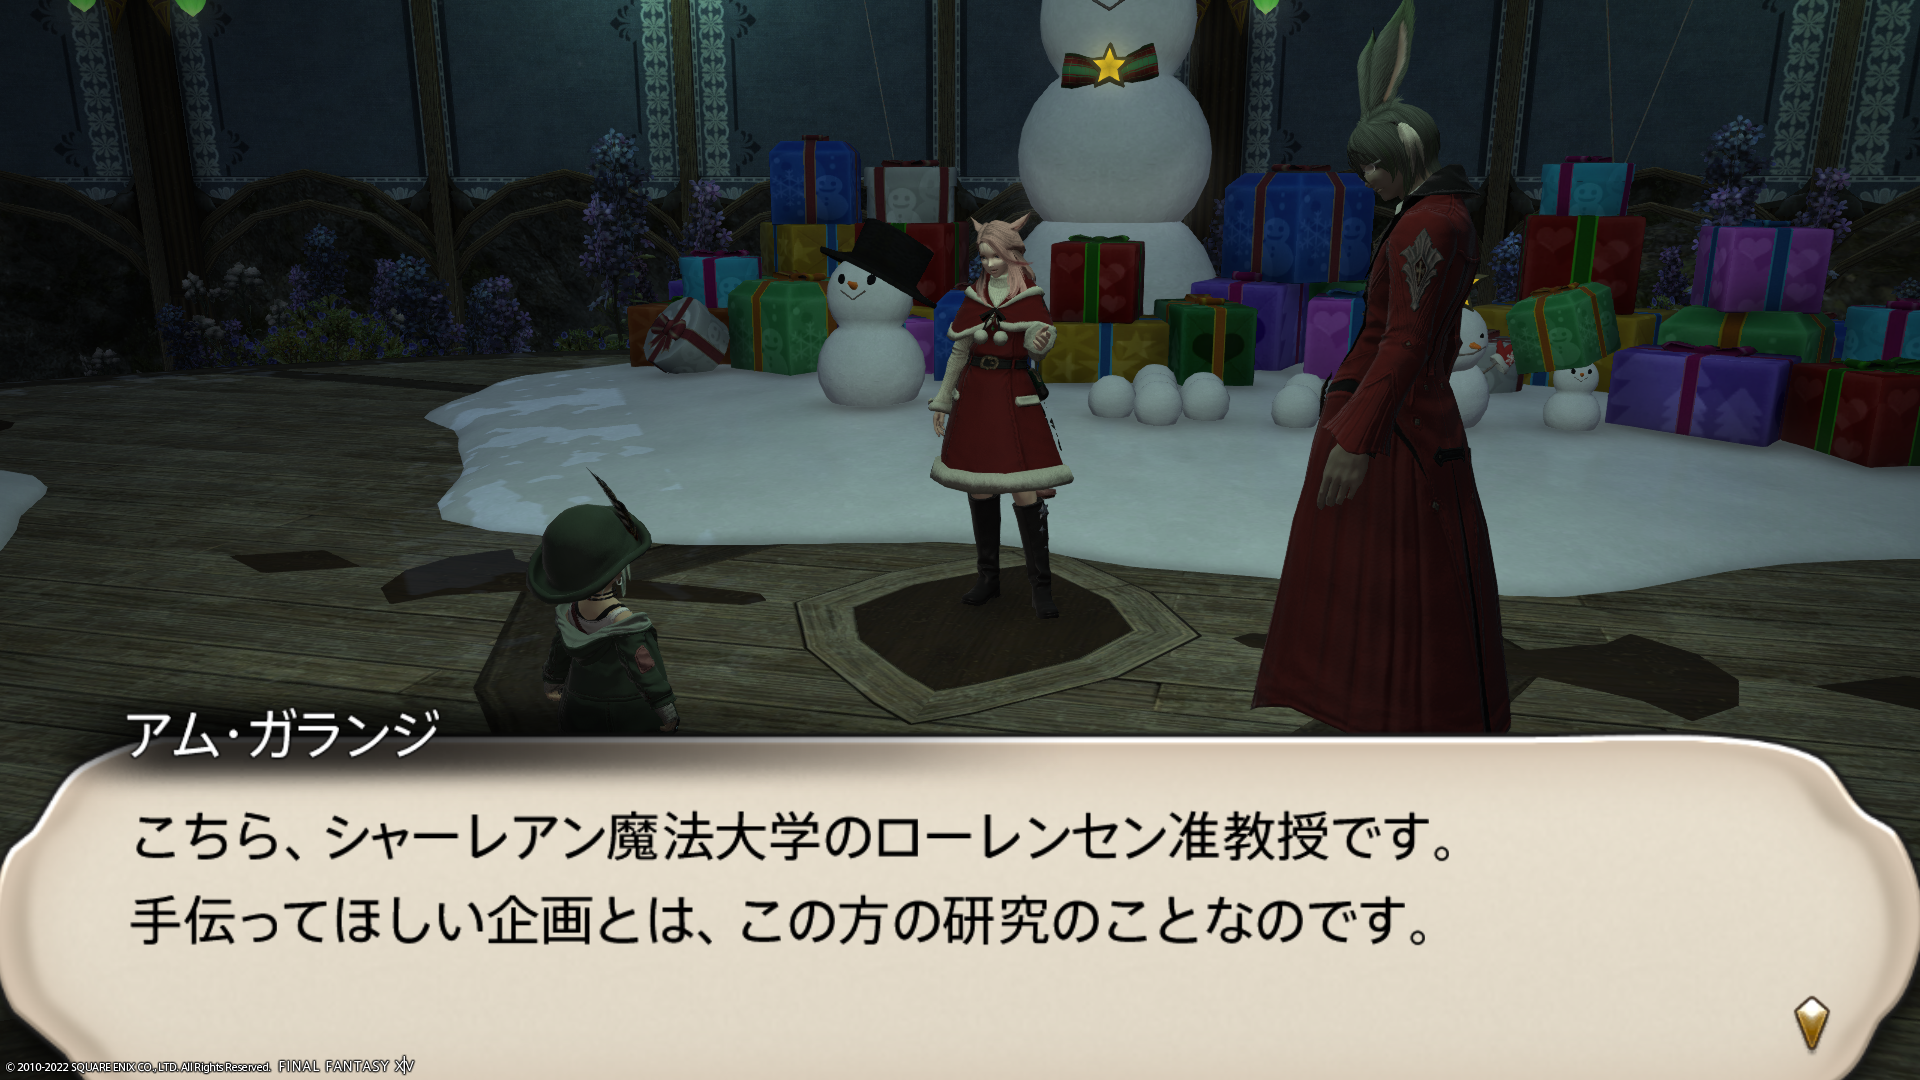 アム・ガランジ
こちら、シャーレアン魔法大学のローレンセン准教授です。
手伝ってほしい企画とは、この方の研究のことなのです。
© 2010-2022 SQUARE ENIX CO., LTD. All Rights Reserved. FINAL FANTASY XIV